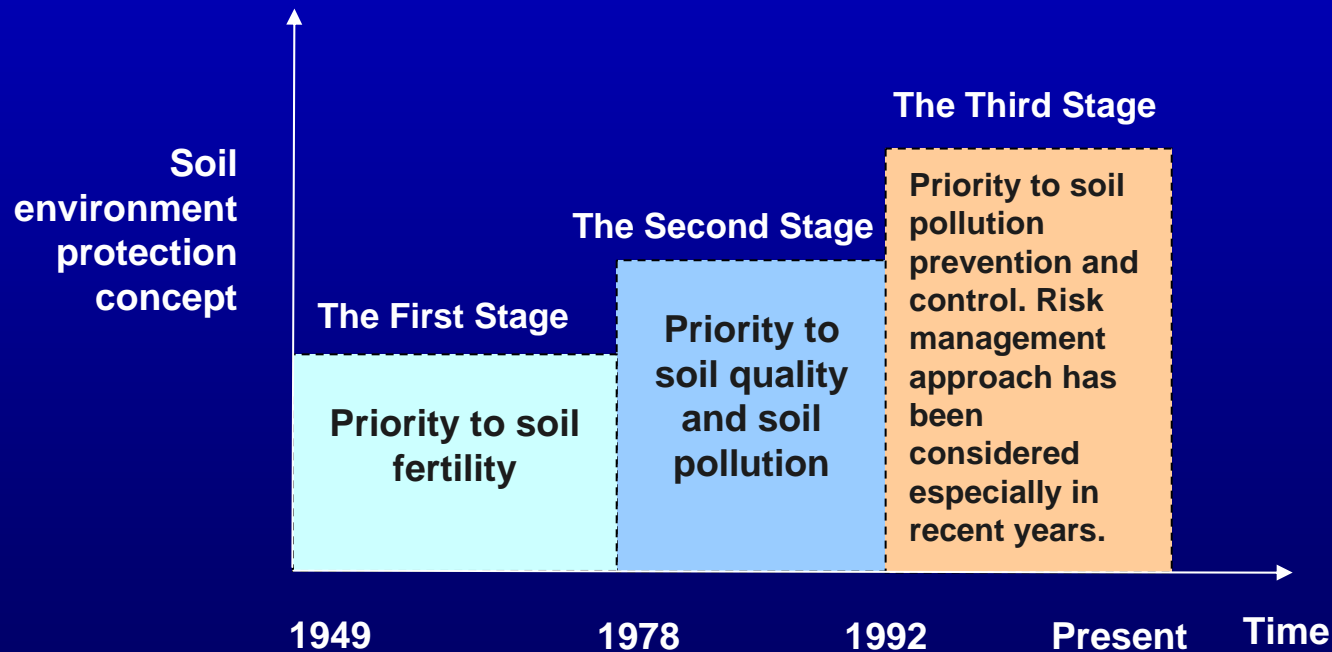 Soil
environment
protection
concept
The First Stage
Priority to soil
fertility
The Second Stage
Priority to
soil quality
and soil
pollution
The Third Stage
Priority to soil
pollution
prevention and
control. Risk
management
approach has
been
considered
especially in
recent years.
1949
1978
1992
Present
Time